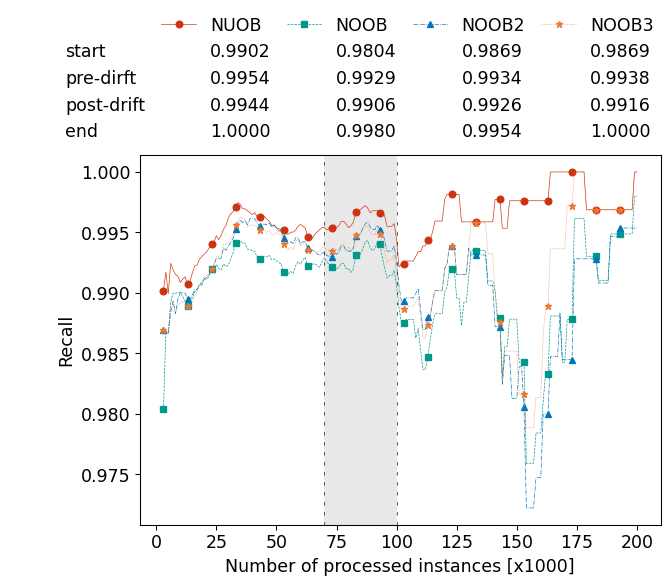 NUOB NOOB NOOB2 NOOB3
start 0.9902 0.9804 0.9869 0.9869
pre-dirft 0.9954 0.9929 0.9934 0.9938
post-drift 0.9944 0.9906 0.9926 0.9916
end 1.0000 0.9980 0.9954 1.0000
1.000
0.995
0.990
0.985
0.980
0.975
Recall
0 25 50 75 100 125 150 175 200
Number of processed instances [x1000]